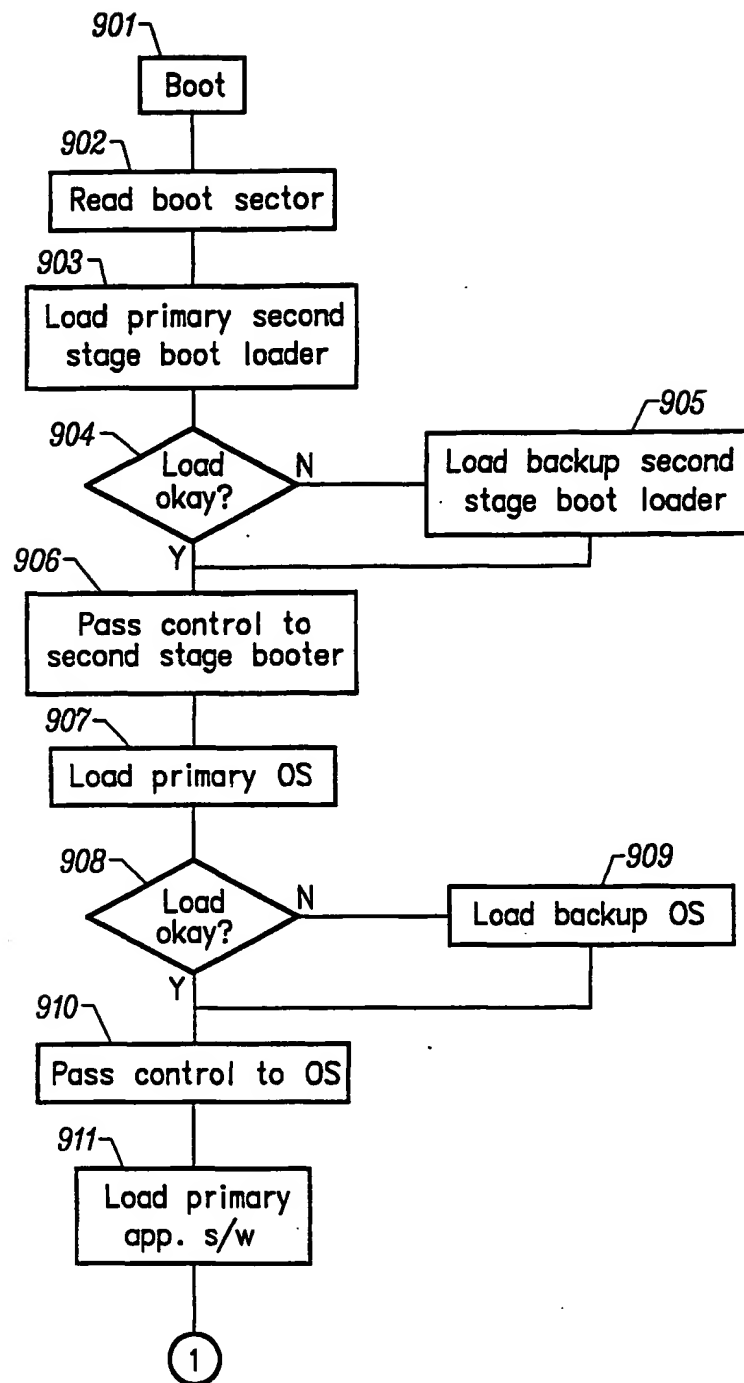 901
Boot
902
Read boot sector
903
Load primary second
stage boot loader
904
Load
okay?
N
Y
905
Load backup second
stage boot loader
906
Pass control to
second stage booter
907
Load primary OS
908
Load
okay?
N
Y
909
Load backup OS
910
Pass control to OS
911
Load primary
app. s/w
1